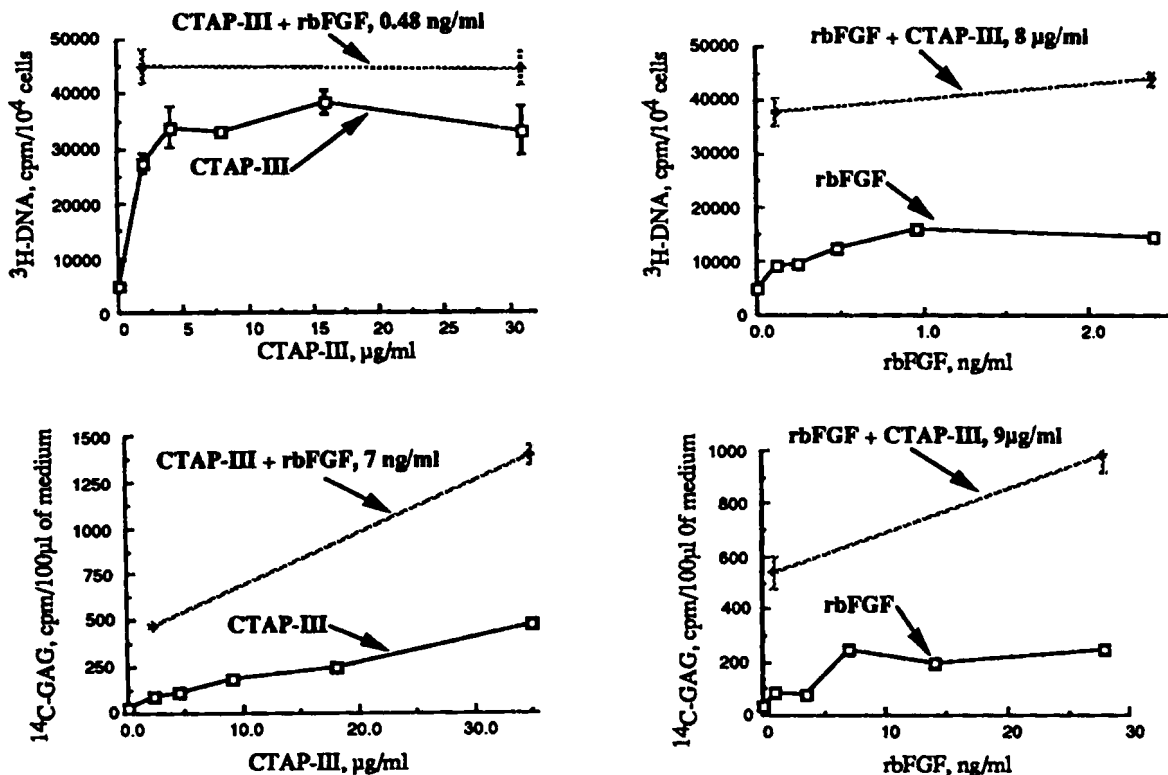 CTAP-III + rbFGF, 0.48 ng/ml
50000
40000
30000
20000
10000
0
³H-DNA, cpm/10⁴ cells
CTAP-III
0 5 10 15 20 25 30
CTAP-III, µg/ml
rbFGF + CTAP-III, 8 µg/ml
50000
40000
30000
20000
10000
0
³H-DNA, cpm/10⁴ cells
rbFGF
0.0 1.0 2.0
rbFGF, ng/ml
CTAP-III + rbFGF, 7 ng/ml
1500
1250
1000
750
500
250
0
¹⁴C-GAG, cpm/100µl of medium
CTAP-III
0.0 10.0 20.0 30.0
CTAP-III, µg/ml
rbFGF + CTAP-III, 9µg/ml
1000
800
600
400
200
0
¹⁴C-GAG, cpm/100µl Of medium
rbFGF
0.0 10 20 30
rbFGF, ng/ml